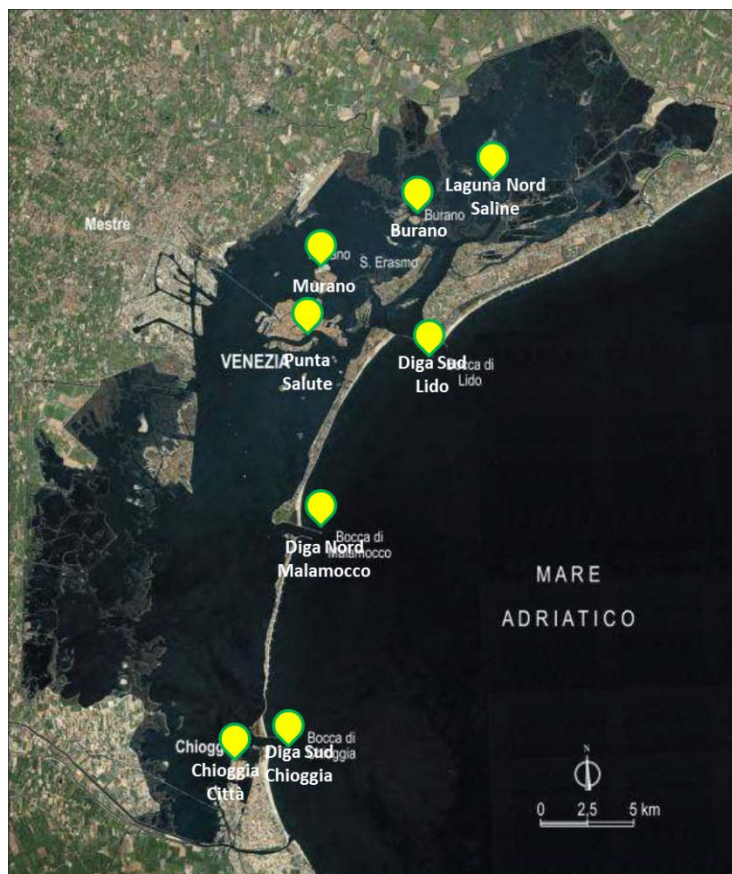 Laguna Nord
Saline
Burano
Burano
Mestre
S. Erasmo
Murano
VENEZIA
Punta
Salute
Diga Sud
Lido
Bocca di
Lido
Bocca di
Malamocco
Diga Nord
Malamocco
MARE
ADRIATICO
Bocca di
Chioggia
Diga Sud
Chioggia
Chioggia
Città
N
0 2,5 5 km